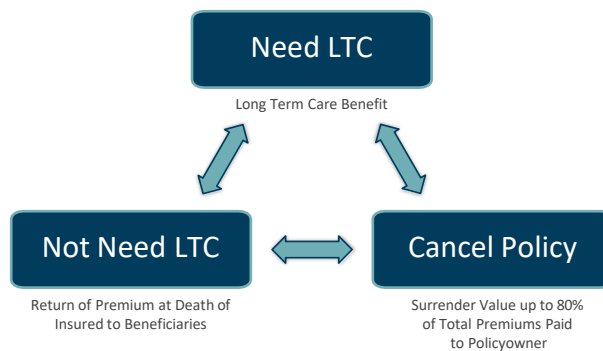 Need LTC
Long Term Care Benefit
Not Need LTC
Return of Premium at Death of
Insured to Beneficiaries
Cancel Policy
Surrender Value up to 80%
of Total Premiums Paid
to Policyowner